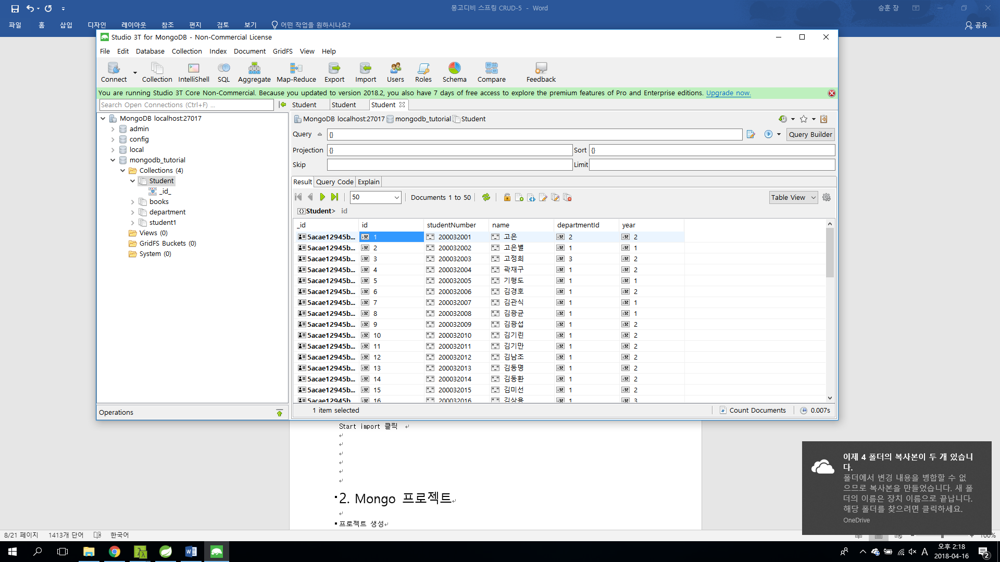 몽고디비 스프링 CRUD-5 - Word
승훈 장
파일 홈 삽입 디자인 레이아웃 참조 편지 검토 보기 어떤 작업을 원하시나요? 공유
Studio 3T for MongoDB - Non-Commercial License
File Edit Database Collection Index Document GridFS View Help
Connect Collection IntelliShell SQL Aggregate Map-Reduce Export Import Users Roles Schema Compare Feedback
You are running Studio 3T Core Non-Commercial. Because you updated to version 2018.2, you also have 7 days of free access to explore the premium features of Pro and Enterprise editions. Upgrade now.
Search Open Connections (Ctrl+F) ...
MongoDB localhost:27017
admin
config
local
mongodb_tutorial
Collections (4)
Student
_id_
books
department
student1
Views (0)
GridFS Buckets (0)
System (0)
Operations
Student Student Student
MongoDB localhost:27017 mongodb_tutorial Student
Query {} Query Builder
Projection {} Sort {}
Skip Limit
Result Query Code Explain
50 Documents 1 to 50 Table View
Student> id
_id id studentNumber name departmentId year
5acae12945b... 1 200032001 고은 2 2
5acae12945b... 2 200032002 고은별 1 1
5acae12945b... 3 200032003 고정희 3 2
5acae12945b... 4 200032004 곽재구 1 2
5acae12945b... 5 200032005 기형도 1 1
5acae12945b... 6 200032006 김경호 1 2
5acae12945b... 7 200032007 김관식 1 1
5acae12945b... 8 200032008 김광균 1 1
5acae12945b... 9 200032009 김광섭 1 2
5acae12945b... 10 200032010 김기린 1 2
5acae12945b... 11 200032011 김기만 1 2
5acae12945b... 12 200032012 김남조 1 2
5acae12945b... 13 200032013 김동명 1 2
5acae12945b... 14 200032014 김동환 1 2
5acae12945b... 15 200032015 김미선 1 2
5acae12945b... 16 200032016 김상용 1 3
1 item selected Count Documents 0.007s
Start import 클릭
2. Mongo 프로젝트
프로젝트 생성
이제 4 폴더의 복사본이 두 개 있습니
다.
폴더에서 변경 내용을 병합할 수 없
으므로 복사본을 만들었습니다. 새 폴
더의 이름은 장치 이름으로 끝납니다.
해당 폴더를 찾으려면 클릭하세요.
OneDrive
8/21 페이지 1413개 단어 한국어 100%
A 오후 2:18
2018-04-16
2